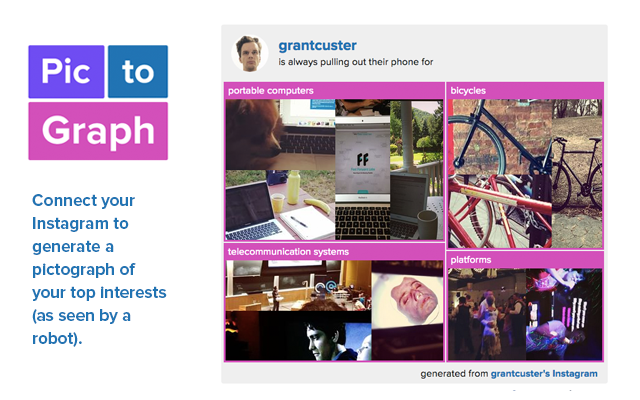 Pic to
Graph
Connect your
Instagram to
generate a
pictograph of
your top interests
(as seen by a
robot).
grantcuster
is always pulling out their phone for
portable computers
bicycles
FF
telecommunication systems
platforms
generated from grantcuster's Instagram